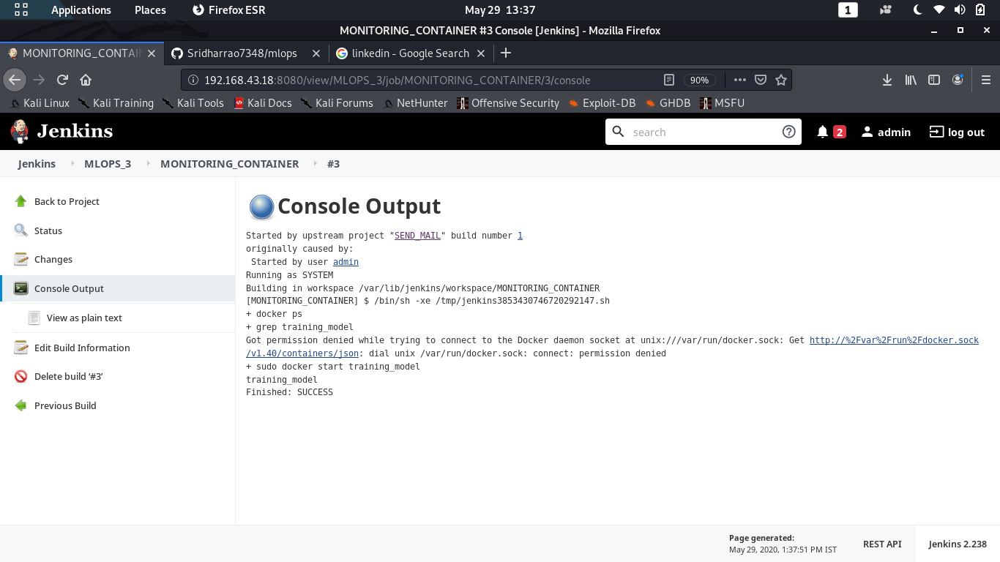 Applications Places Firefox ESR May 29 13:37 1
MONITORING_CONTAINER #3 Console [Jenkins] - Mozilla Firefox
MONITORING_CONTAIN Sridharrao7348/mlops linkedin - Google Search
192.168.43.18:8080/view/MLOPS_3/job/MONITORING_CONTAINER/3/console 90%
Kali Linux Kali Training Kali Tools Kali Docs Kali Forums NetHunter Offensive Security Exploit-DB GHDB MSFU
Jenkins search 2 admin log out
Jenkins MLOPS_3 MONITORING_CONTAINER #3
Back to Project
Status
Changes
Console Output
View as plain text
Edit Build Information
Delete build ‘#3’
Previous Build
Console Output
Started by upstream project "SEND_MAIL" build number 1
originally caused by:
Started by user admin
Running as SYSTEM
Building in workspace /var/lib/jenkins/workspace/MONITORING_CONTAINER
[MONITORING_CONTAINER] $ /bin/sh -xe /tmp/jenkins3853430746720292147.sh
+ docker ps
+ grep training_model
Got permission denied while trying to connect to the Docker daemon socket at unix:///var/run/docker.sock: Get http://%2Fvar%2Frun%2Fdocker.sock
/v1.40/containers/json: dial unix /var/run/docker.sock: connect: permission denied
+ sudo docker start training_model
training_model
Finished: SUCCESS
Page generated:
May 29, 2020, 1:37:51 PM IST
REST API Jenkins 2.238